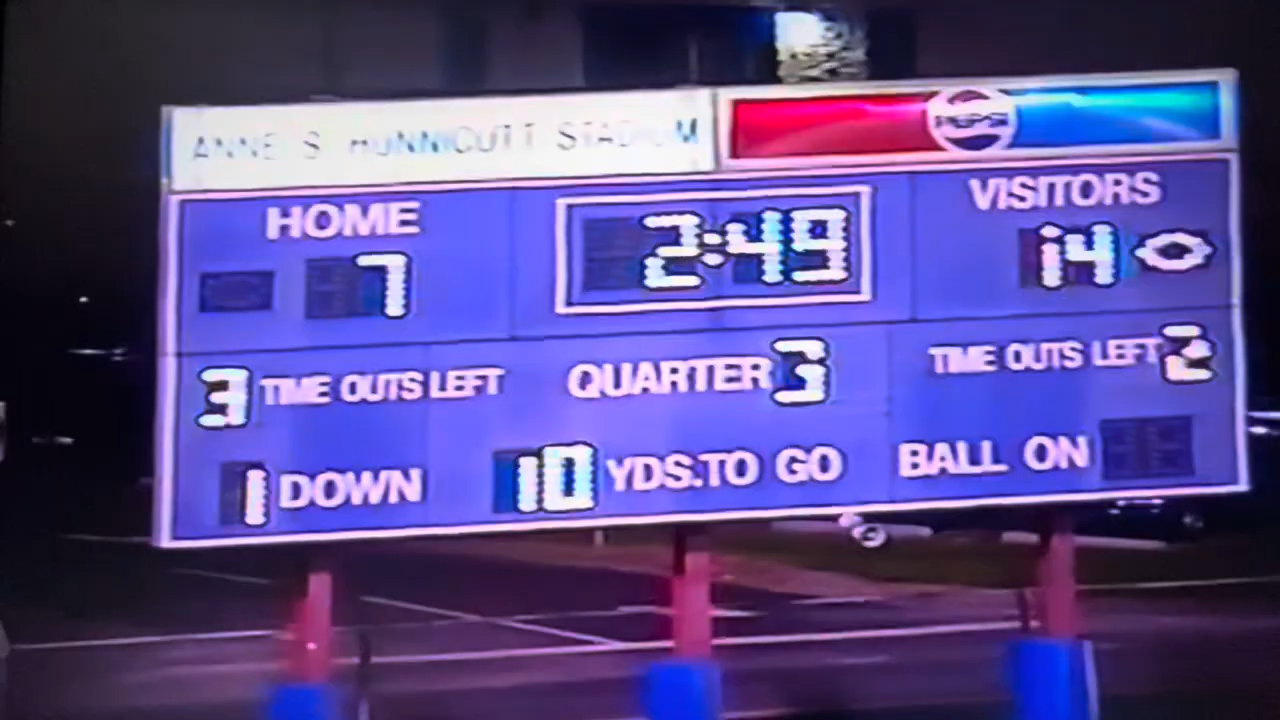 ANNE S. HUNNICUTT STADIUM
PEPSI
HOME
7
2:49
VISITORS
14
3 TIME OUTS LEFT
QUARTER 3
TIME OUTS LEFT 2
1 DOWN
10 YDS. TO GO
BALL ON